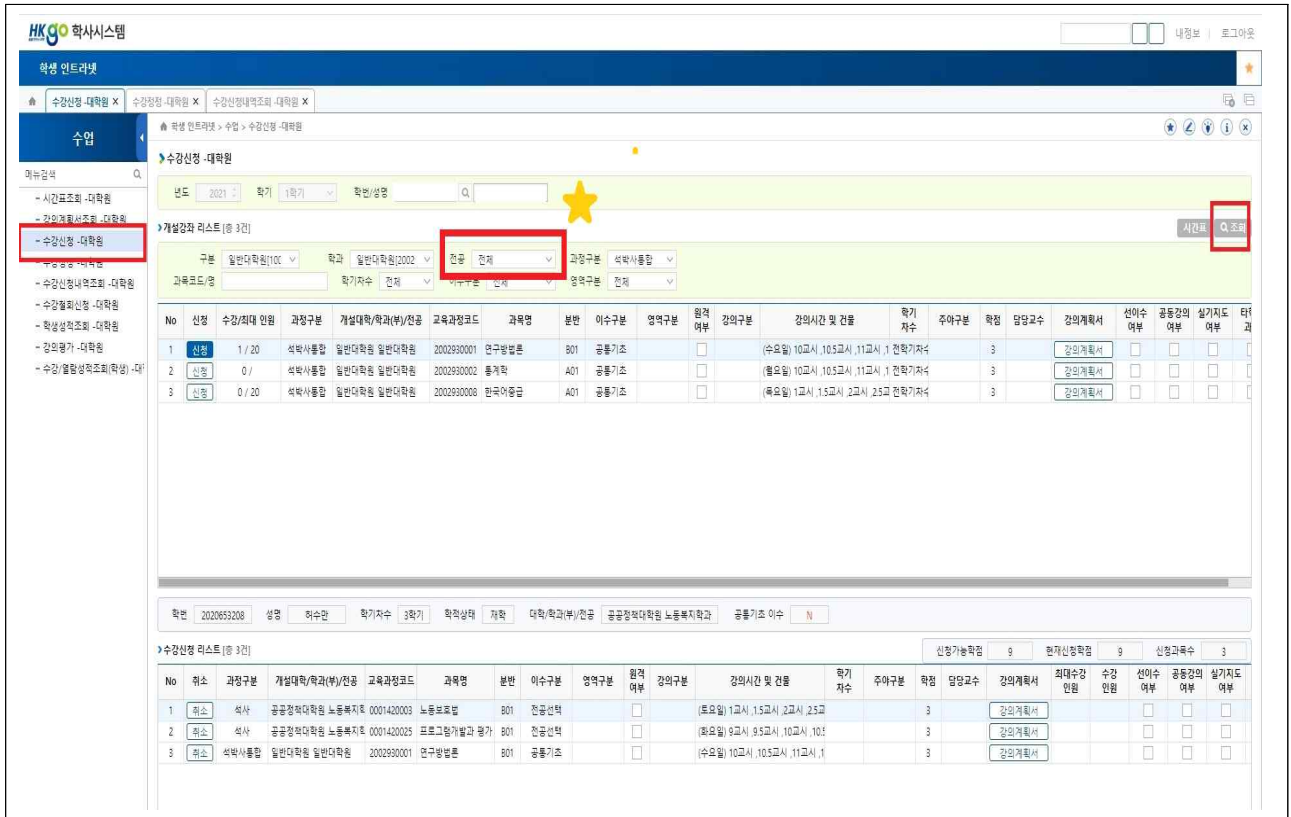 HKgo 학사시스템
내정보 | 로그아웃
학생 인트라넷
수강신청 -대학원 X 수강정정 -대학원 X 수강신청내역조회 -대학원 X
수업
학생 인트라넷 > 수업 > 수강신청 -대학원
메뉴검색
- 시간표조회 -대학원
- 강의계획서조회 -대학원
- 수강신청 -대학원
- 수강신청내역조회 -대학원
- 수강철회신청 -대학원
- 학생성적조회 -대학원
- 강의평가 -대학원
- 수강/열람성적조회(학생) -대
수강신청 -대학원
년도 2021 학기 1학기 학번/성명
개설강좌 리스트 [총 3건]
시간표 조회
구분 일반대학원[100 학과 일반대학원[2002 전공 전체 과정구분 석박사통합
과목코드/명 학기차수 전체 이수구분 전체 영역구분 전체
No 신청 수강/최대 인원 과정구분 개설대학/학과(부)/전공 교육과정코드 과목명 분반 이수구분 영역구분 원격여부 강의구분 강의시간 및 건물 학기차수 주야구분 학점 담당교수 강의계획서 선이수여부 공동강의여부 실기지도여부
1 신청 1 / 20 석박사통합 일반대학원 일반대학원 2002930001 연구방법론 B01 공통기초 (수요일) 10교시 ,10.5교시 ,11교시 ,1 전학기차수 3 강의계획서
2 신청 0 / 석박사통합 일반대학원 일반대학원 2002930002 통계학 A01 공통기초 (월요일) 10교시 ,10.5교시 ,11교시 ,1 전학기차수 3 강의계획서
3 신청 0 / 20 석박사통합 일반대학원 일반대학원 2002930008 한국어중급 A01 공통기초 (목요일) 1교시 ,1.5교시 ,2교시 ,2.5교 전학기차수 3 강의계획서
학번 2020653208 성명 허수만 학기차수 3학기 학적상태 재학 대학/학과(부)/전공 공공정책대학원 노동복지학과 공통기초 이수 N
수강신청 리스트 [총 3건]
신청가능학점 9 현재신청학점 9 신청과목수 3
No 취소 과정구분 개설대학/학과(부)/전공 교육과정코드 과목명 분반 이수구분 영역구분 원격여부 강의구분 강의시간 및 건물 학기차수 주야구분 학점 담당교수 강의계획서 최대수강인원 수강인원 선이수여부 공동강의여부 실기지도여부
1 취소 석사 공공정책대학원 노동복지학 0001420003 노동보호법 B01 전공선택 (토요일) 1교시 ,1.5교시 ,2교시 ,2.5교 3 강의계획서
2 취소 석사 공공정책대학원 노동복지학 0001420025 프로그램개발과 평가 B01 전공선택 (화요일) 9교시 ,9.5교시 ,10교시 ,10.5 3 강의계획서
3 취소 석박사통합 일반대학원 일반대학원 2002930001 연구방법론 B01 공통기초 (수요일) 10교시 ,10.5교시 ,11교시 ,1 3 강의계획서